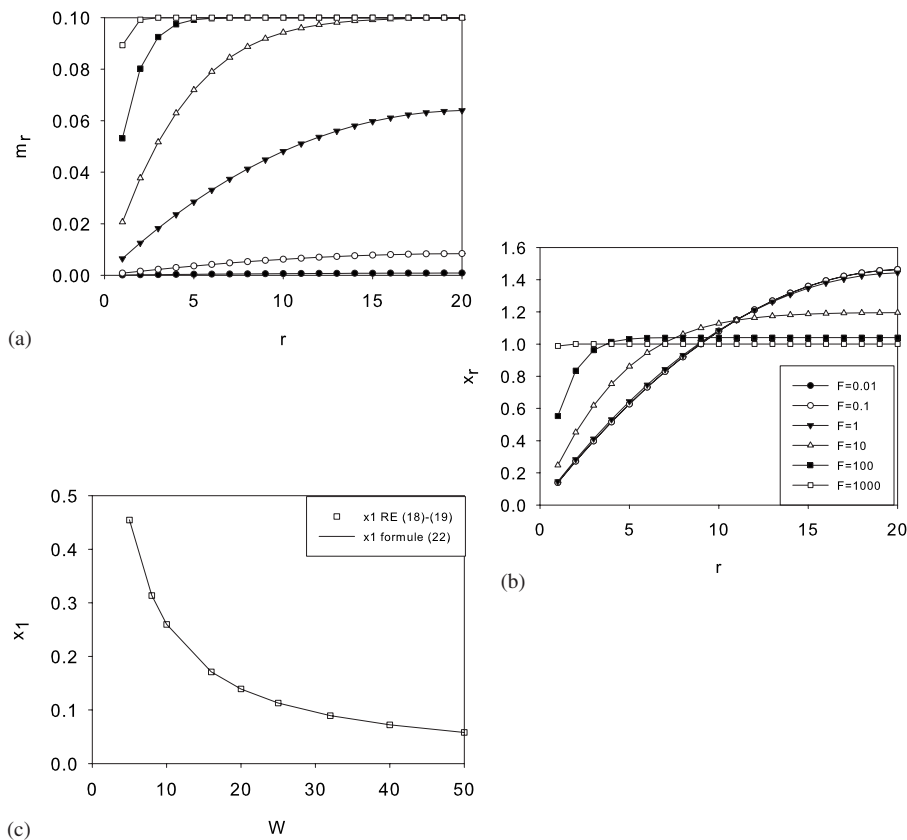 0.10
0.08
0.06
0.04
0.02
0.00
m_r
0 5 10 15 20
r
(a)
1.6
1.4
1.2
1.0
0.8
0.6
0.4
0.2
0.0
x_r
F=0.01
F=0.1
F=1
F=10
F=100
F=1000
0 5 10 15 20
r
(b)
0.5
0.4
0.3
0.2
0.1
0.0
x_1
x1 RE (18)-(19)
x1 formule (22)
0 10 20 30 40 50
W
(c)